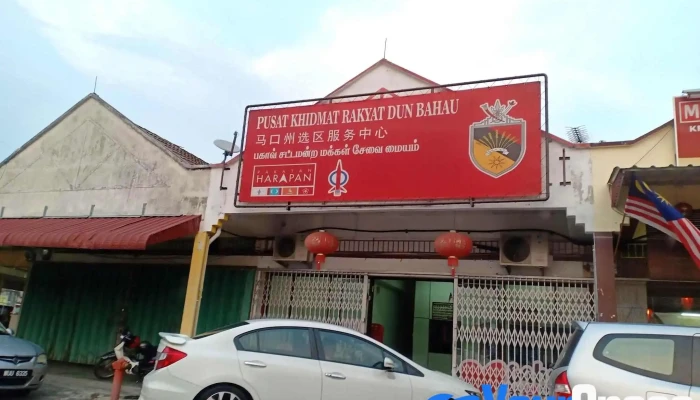 PUSAT KHIDMAT RAKYAT DUN BAHAU
马口州选区服务中心
பகாவ் சட்டமன்ற மக்கள் சேவை மையம்
PAKATAN
HARAPAN
M